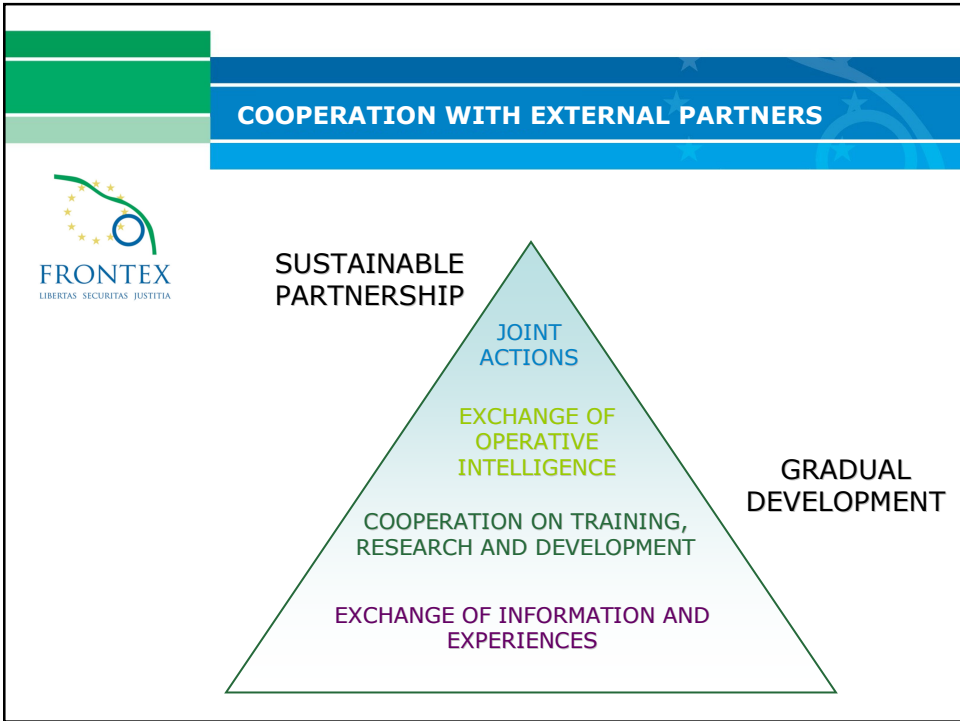 COOPERATION WITH EXTERNAL PARTNERS
FRONTEX
LIBERTAS SECURITAS JUSTITIA
SUSTAINABLE
PARTNERSHIP
JOINT
ACTIONS
EXCHANGE OF
OPERATIVE
INTELLIGENCE
GRADUAL
DEVELOPMENT
COOPERATION ON TRAINING,
RESEARCH AND DEVELOPMENT
EXCHANGE OF INFORMATION AND
EXPERIENCES